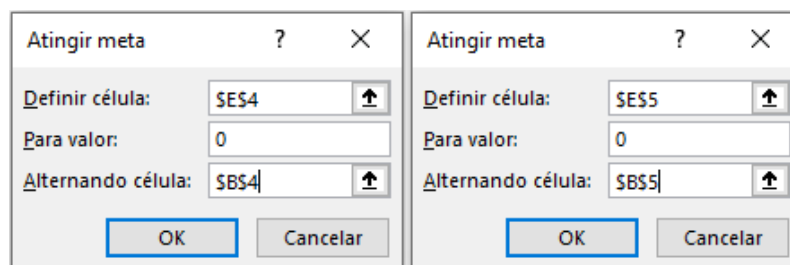 Atingir meta ? ×
Definir célula: $E$4
Para valor: 0
Alternando célula: $B$4
OK Cancelar
Atingir meta ? ×
Definir célula: $E$5
Para valor: 0
Alternando célula: $B$5
OK Cancelar